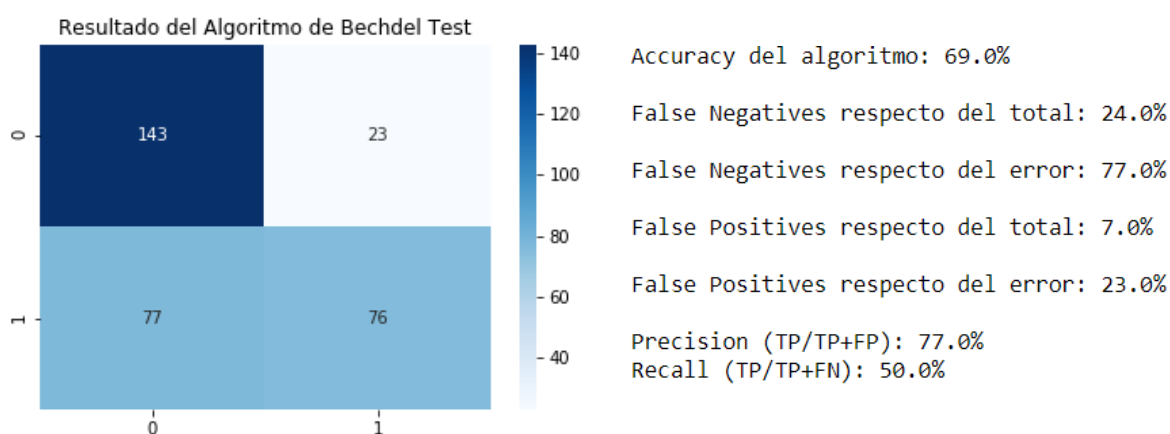 Resultado del Algoritmo de Bechdel Test
0
143
23
1
77
76
0
1
140
120
100
80
60
40
Accuracy del algoritmo: 69.0%
False Negatives respecto del total: 24.0%
False Negatives respecto del error: 77.0%
False Positives respecto del total: 7.0%
False Positives respecto del error: 23.0%
Precision (TP/TP+FP): 77.0%
Recall (TP/TP+FN): 50.0%